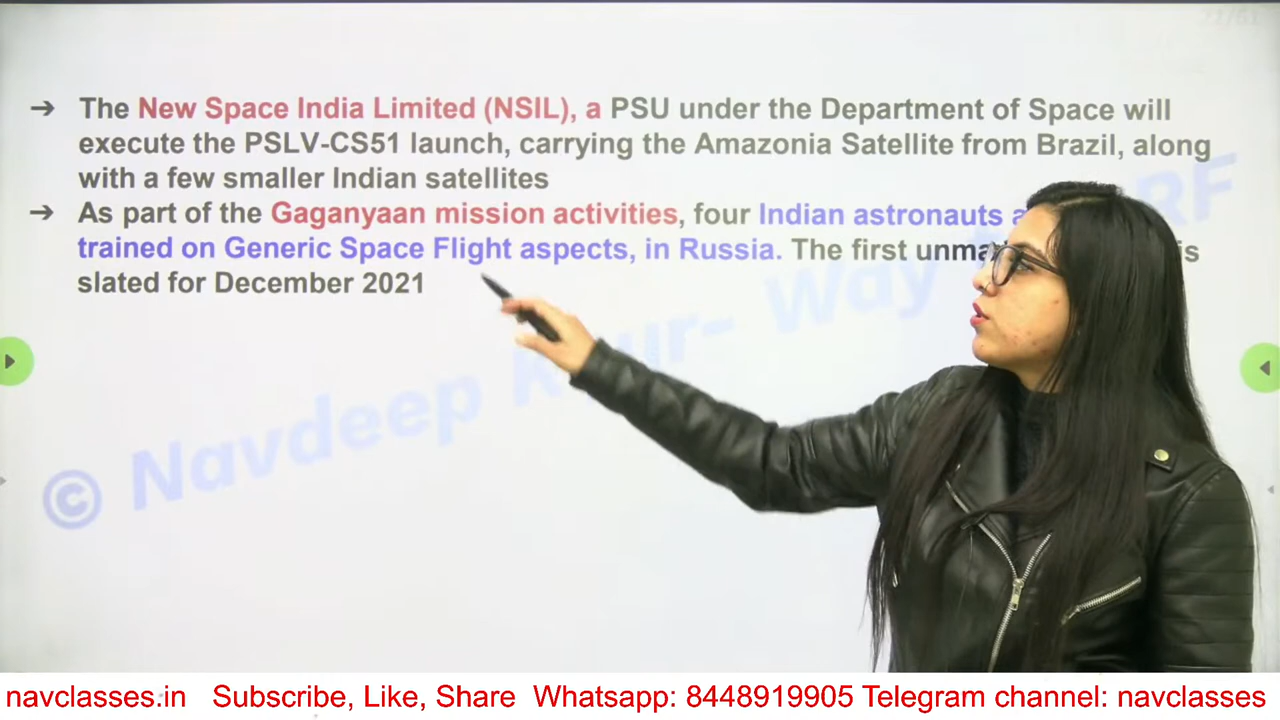 ➔ The New Space India Limited (NSIL), a PSU under the Department of Space will
execute the PSLV-CS51 launch, carrying the Amazonia Satellite from Brazil, along
with a few smaller Indian satellites
➔ As part of the Gaganyaan mission activities, four Indian astronauts
trained on Generic Space Flight aspects, in Russia. The first
slated for December 2021
© Navdeep Way
navclasses.in Subscribe, Like, Share Whatsapp: 8448919905 Telegram channel: navclasses